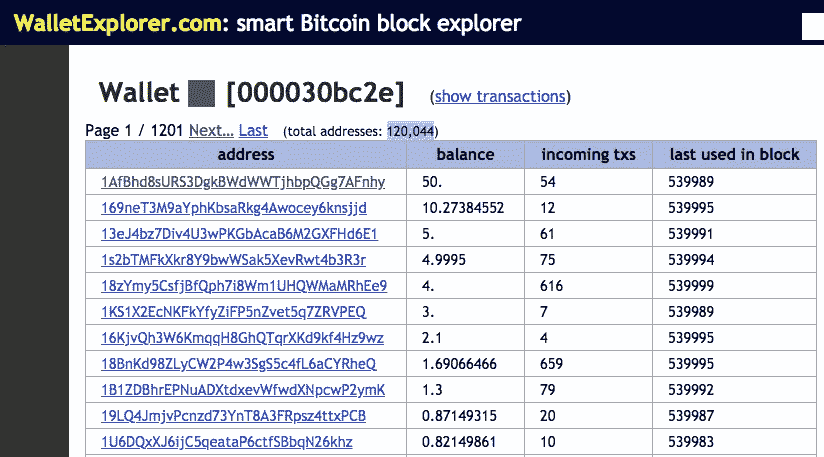 WalletExplorer.com: smart Bitcoin block explorer
Wallet [000030bc2e] (show transactions)
Page 1 / 1201 Next... Last (total addresses: 120,044)
address balance incoming txs last used in block
1AfBhd8sURS3DgkBWdWWTjhbpQGg7AFnhy 50. 54 539989
169neT3M9aYphKbsaRkg4Awocey6knsjjd 10.27384552 12 539995
13eJ4bz7Div4U3wPKGbAcaB6M2GXFHd6E1 5. 61 539991
1s2bTMFkXkr8Y9bwWSak5XevRwt4b3R3r 4.9995 75 539994
18zYmy5CsfjBfQph7i8Wm1UHQWMaMRhEe9 4. 616 539999
1KS1X2EcNKFkYfyZiFP5nZvet5q7ZRVPEQ 3. 7 539989
16KjvQh3W6KmqqH8GhQTqrXKd9kf4Hz9wz 2.1 4 539995
18BnKd98ZLyCW2P4w3SgS5c4fL6aCYRheQ 1.69066466 659 539995
1B1ZDBhrEPNuADXtdxevWfwdXNpcwP2ymK 1.3 79 539992
19LQ4JmjvPcnzd73YnT8A3FRpsz4ttxPCB 0.87149315 20 539987
1U6DQxXJ6ijC5qeataP6ctfSBbqN26khz 0.82149861 10 539983